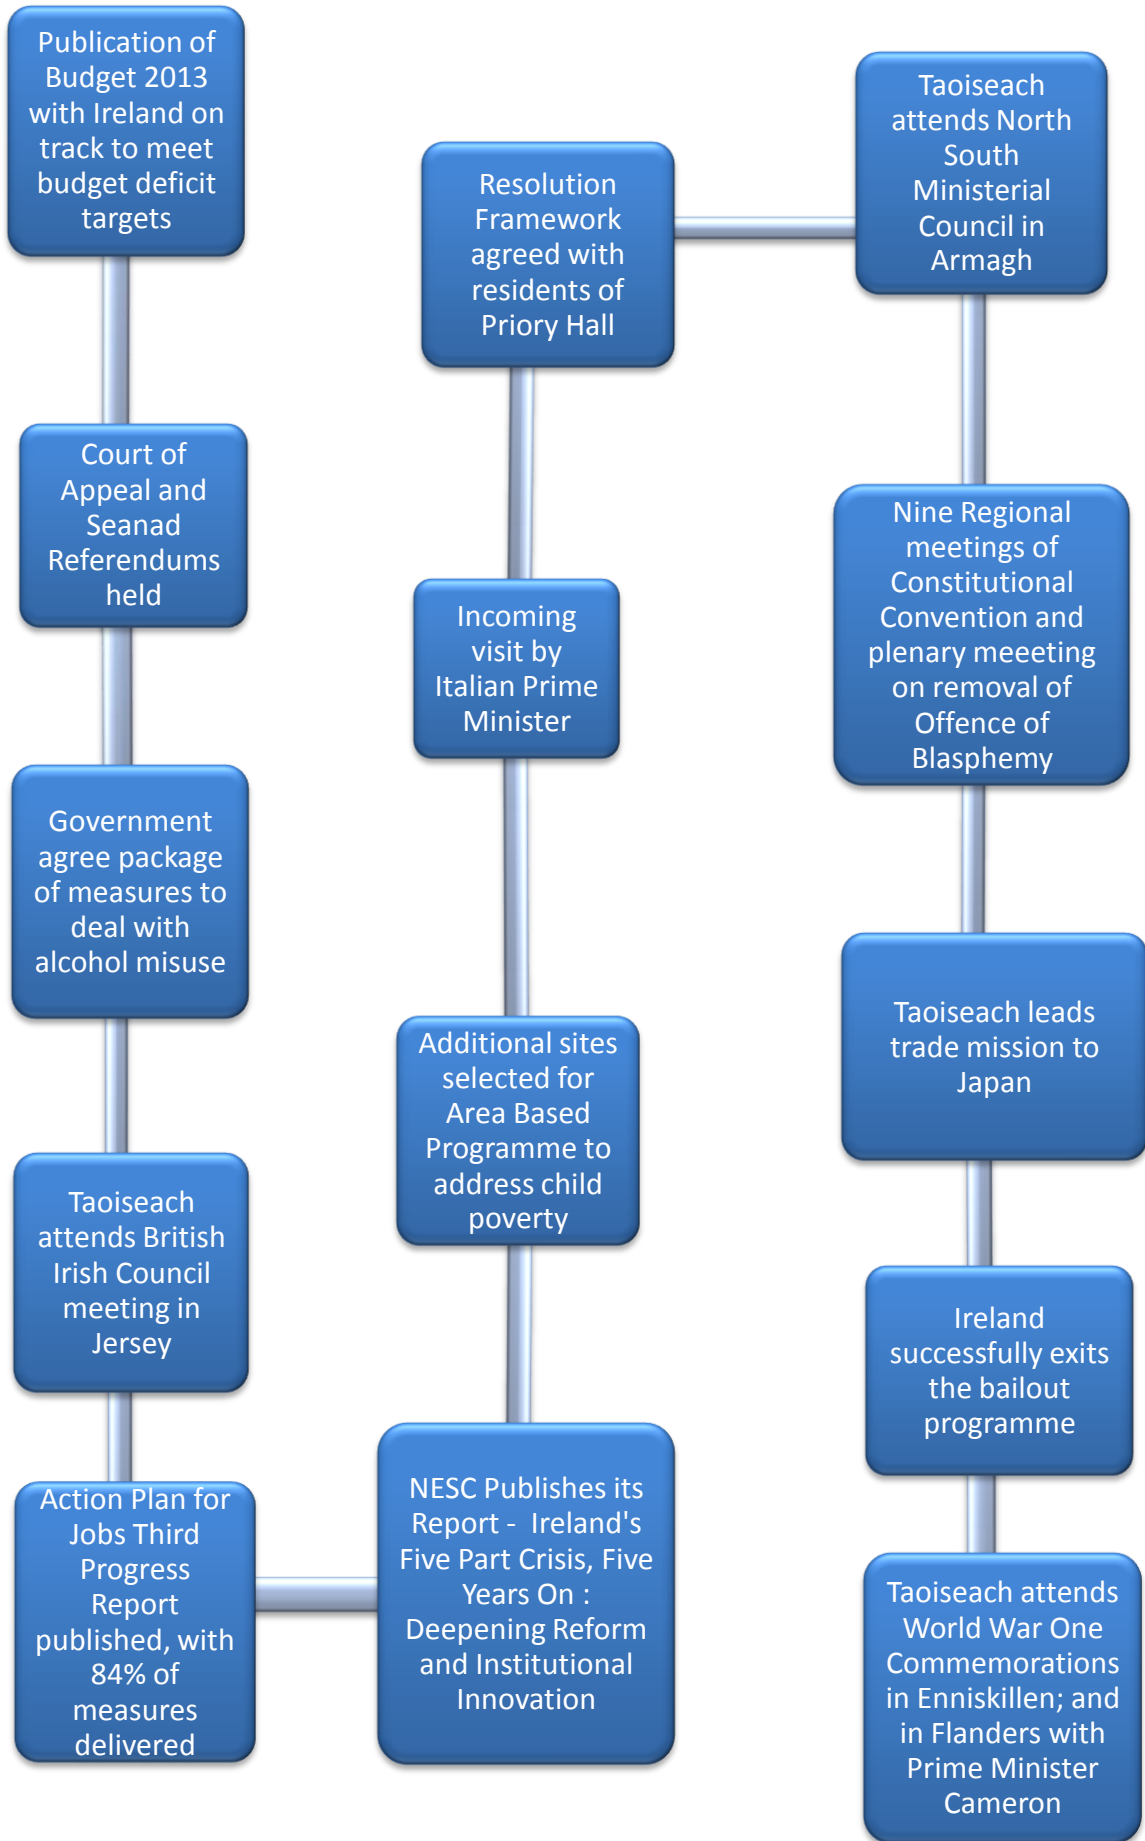 Publication of
Budget 2013
with Ireland on
track to meet
budget deficit
targets
Court of
Appeal and
Seanad
Referendums
held
Government
agree package
of measures to
deal with
alcohol misuse
Taoiseach
attends British
Irish Council
meeting in
Jersey
Action Plan for
Jobs Third
Progress
Report
published, with
84% of
measures
delivered
NESC Publishes its
Report - Ireland's
Five Part Crisis, Five
Years On :
Deepening Reform
and Institutional
Innovation
Additional sites
selected for
Area Based
Programme to
address child
poverty
Incoming
visit by
Italian Prime
Minister
Resolution
Framework
agreed with
residents of
Priory Hall
Taoiseach
attends North
South
Ministerial
Council in
Armagh
Nine Regional
meetings of
Constitutional
Convention and
plenary meeeting
on removal of
Offence of
Blasphemy
Taoiseach leads
trade mission to
Japan
Ireland
successfully exits
the bailout
programme
Taoiseach attends
World War One
Commemorations
in Enniskillen; and
in Flanders with
Prime Minister
Cameron